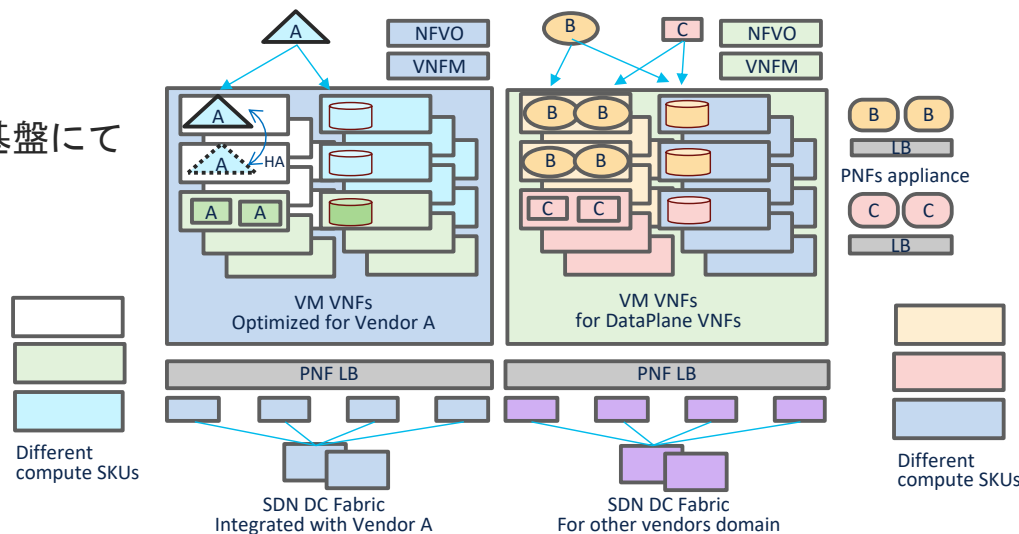 A
NFVO
VNFM
B
C
NFVO
VNFM
基盤にて
A
A
HA
A
A
B
B
B
B
C
C
VM VNFs
Optimized for Vendor A
VM VNFs
for DataPlane VNFs
B
B
LB
PNFs appliance
C
C
LB
PNF LB
PNF LB
Different
compute SKUs
SDN DC Fabric
Integrated with Vendor A
SDN DC Fabric
For other vendors domain
Different
compute SKUs